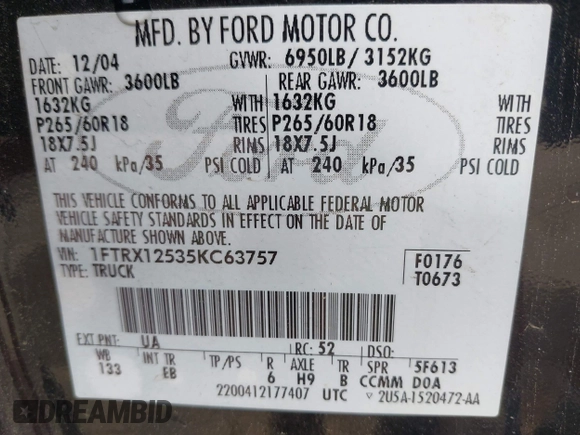 MFD. BY FORD MOTOR CO.
DATE: 12/04 GVWR: 6950LB/ 3152KG
FRONT GAWR: 3600LB REAR GAWR: 3600LB
1632KG WITH 1632KG WITH
P265/60R18 TIRES P265/60R18 TIRES
18X7.5J RIMS 18X7.5J RIMS
AT 240 kPa/35 PSI COLD AT 240 kPa/35 PSI COLD
THIS VEHICLE CONFORMS TO ALL APPLICABLE FEDERAL MOTOR
VEHICLE SAFETY STANDARDS IN EFFECT ON THE DATE OF
MANUFACTURE SHOWN ABOVE.
VIN: 1FTRX12535KC63757 F0176
TYPE: TRUCK T0673
Ford
EXT PNT: UA RC: 52 DSO:
WB INT TR TP/PS R AXLE TR SPR 5F613
133 EB 6 H9 B CCMM DOA
2200412177407 UTC 2U5A-1520472-AA
DREAMBID